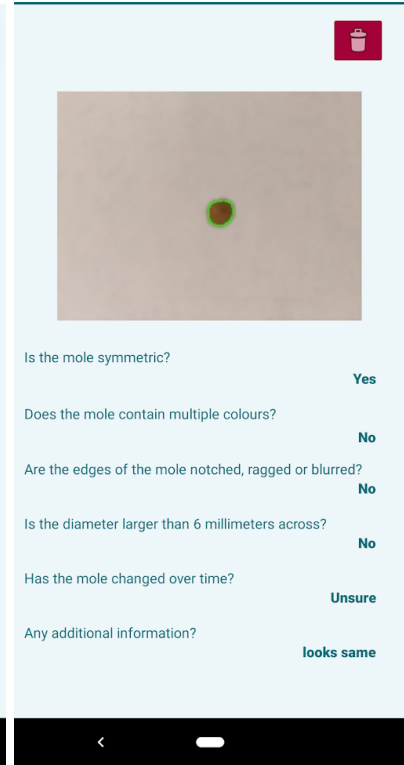 Is the mole symmetric?
Yes
Does the mole contain multiple colours?
No
Are the edges of the mole notched, ragged or blurred?
No
Is the diameter larger than 6 millimeters across?
No
Has the mole changed over time?
Unsure
Any additional information?
looks same